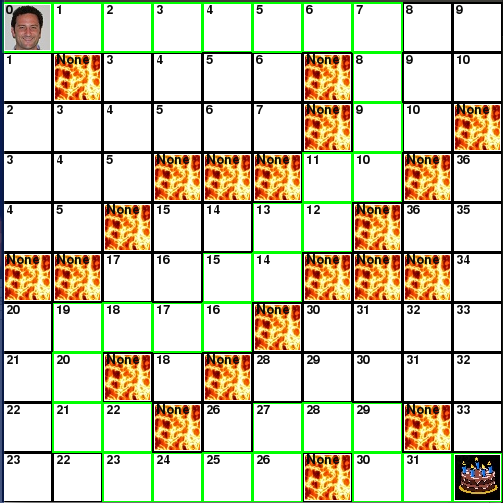 0 1 2 3 4 5 6 7 8 9
1 None 3 4 5 6 None 8 9 10
2 3 4 5 6 7 None 9 10 None
3 4 5 None None None 11 10 None 36
4 5 None 15 14 13 12 None 36 35
None None 17 16 15 14 None None None 34
20 19 18 17 16 None 30 31 32 33
21 20 None 18 None 28 29 30 31 32
22 21 22 None 26 27 28 29 None 33
23 22 23 24 25 26 None 30 31